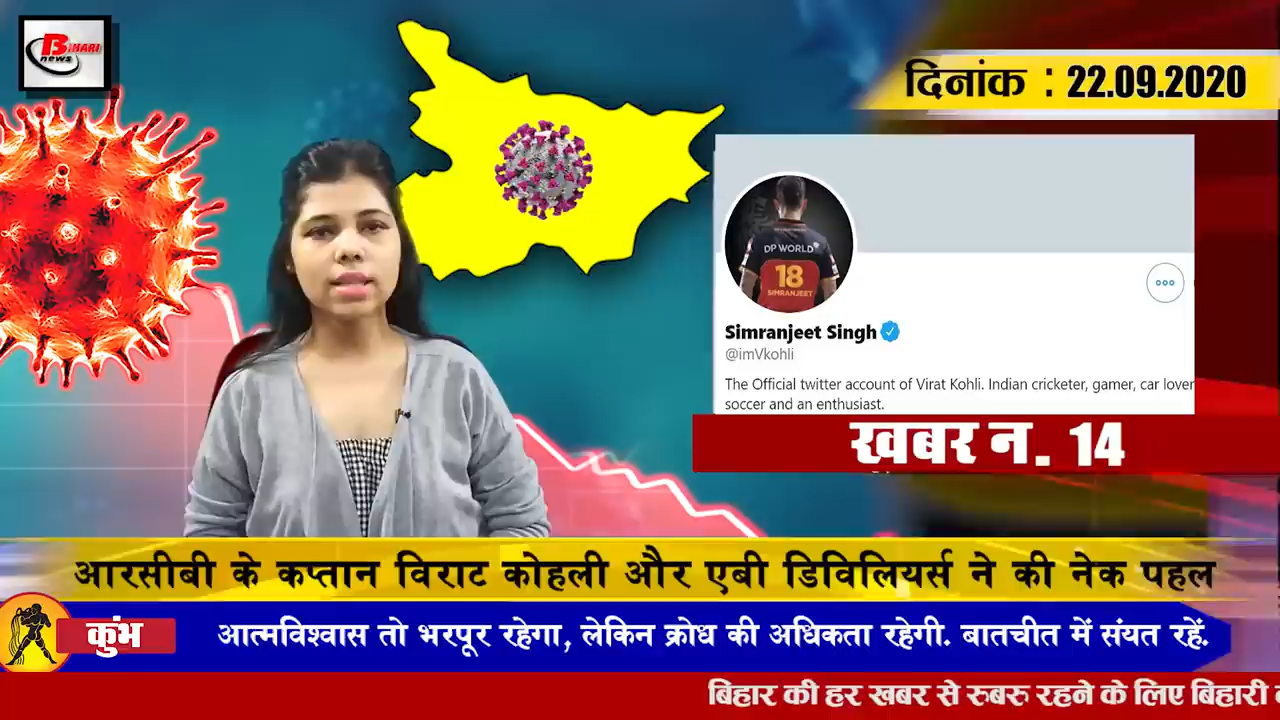 BIHARI
news
दिनांक : 22.09.2020
DP WORLD
18
SIMRANJEET
Simranjeet Singh
@imVkohli
The Official twitter account of Virat Kohli. Indian cricketer, gamer, car lover
soccer and an enthusiast.
खबर न. 14
आरसीबी के कप्तान विराट कोहली और एबी डिविलियर्स ने की नेक पहल
कुंभ
आत्मविश्वास तो भरपूर रहेगा, लेकिन क्रोध की अधिकता रहेगी. बातचीत में संयत रहें.
बिहार की हर खबर से रुबरु रहने के लिए बिहारी